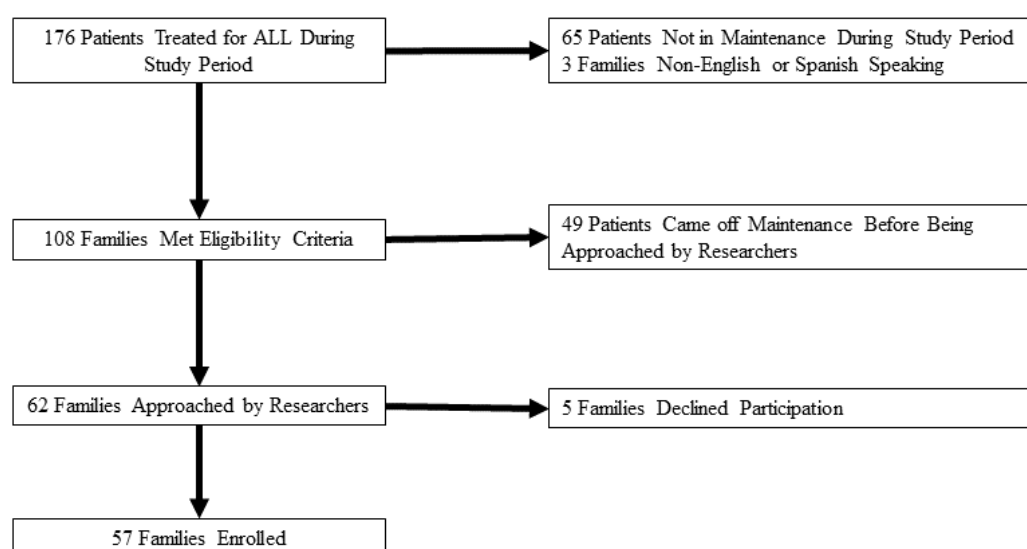 176 Patients Treated for ALL During
Study Period
65 Patients Not in Maintenance During Study Period
3 Families Non-English or Spanish Speaking
108 Families Met Eligibility Criteria
49 Patients Came off Maintenance Before Being
Approached by Researchers
62 Families Approached by Researchers
5 Families Declined Participation
57 Families Enrolled